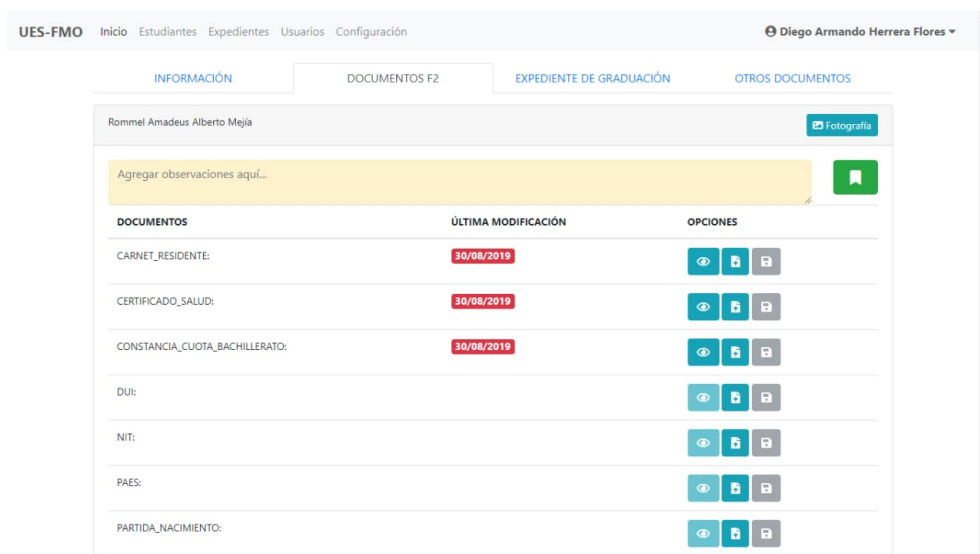 UES-FMO Inicio Estudiantes Expedientes Usuarios Configuración Diego Armando Herrera Flores
INFORMACIÓN DOCUMENTOS F2 EXPEDIENTE DE GRADUACIÓN OTROS DOCUMENTOS
Rommel Amadeus Alberto Mejía Fotografía
Agregar observaciones aquí...
DOCUMENTOS ÚLTIMA MODIFICACIÓN OPCIONES
CARNET_RESIDENTE: 30/08/2019
CERTIFICADO_SALUD: 30/08/2019
CONSTANCIA_CUOTA_BACHILLERATO: 30/08/2019
DUI:
NIT:
PAES:
PARTIDA_NACIMIENTO: